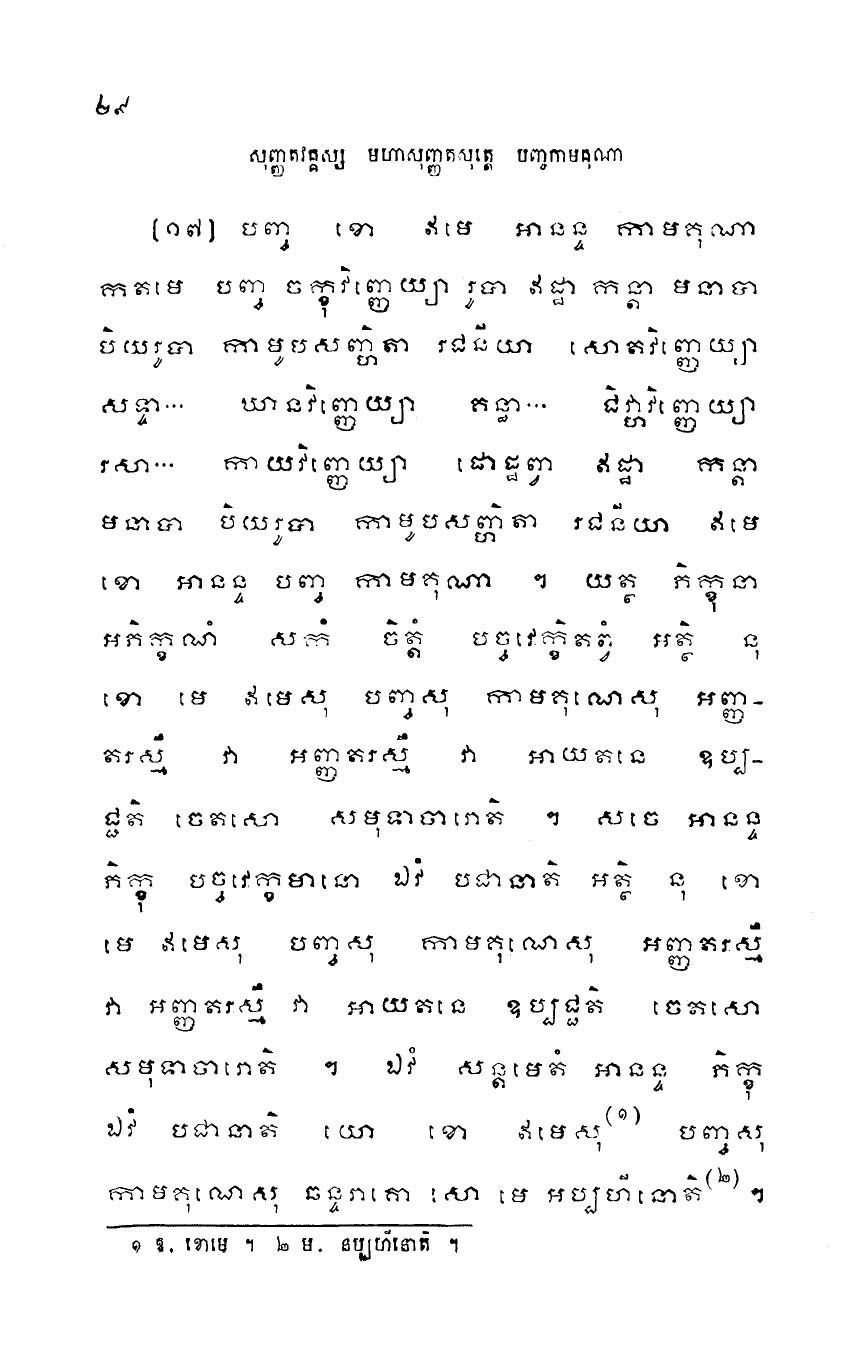 ២៩
សុញ្ញតវគ្គស្ស មហាសុញ្ញតសុត្តេ បញ្ចកាមគុណា
[១៧] បញ្ច ខោ ឥមេ អានន្ទ កាមគុណា
កតមេ បញ្ច ចក្ខុវិញ្ញេយ្យា រូបា ឥដ្ឋា កន្តា មនាបា
បិយរូបា កាមូបសញ្ហិតា រជនីយា សោតវិញ្ញេយ្យា
សទ្ទា... ឃានវិញ្ញេយ្យា គន្ធា... ជិវ្ហាវិញ្ញេយ្យា
រសា... កាយវិញ្ញេយ្យា ផោដ្ឋព្វា ឥដ្ឋា កន្តា
មនាបា បិយរូបា កាមូបសញ្ហិតា រជនីយា ឥមេ
ខោ អានន្ទ បញ្ច កាមគុណា ។ យត្ថ ភិក្ខុនា
អភិក្ខណំ សកំ ចិត្តំ បច្ចវេក្ខិតព្វំ អត្ថិ នុ
ខោ មេ ឥមេសុ បញ្ចសុ កាមគុណេសុ អញ្ញ-
តរស្មឹ វា អញ្ញតរស្មឹ វា អាយតនេ ឧប្ប-
ជ្ជតិ ចេតសោ សមុទាចារោតិ ។ សចេ អានន្ទ
ភិក្ខុ បច្ចវេក្ខមានោ ឯវំ បជានាតិ អត្ថិ នុ ខោ
មេ ឥមេសុ បញ្ចសុ កាមគុណេសុ អញ្ញតរស្មឹ
វា អញ្ញតរស្មឹ វា អាយតនេ ឧប្បជ្ជតិ ចេតសោ
សមុទាចារោតិ ។ ឯវំ សន្តមេតំ អានន្ទ ភិក្ខុ
ឯវំ បជានាតិ យោ ខោ ឥមេសុ(១) បញ្ចសុ
កាមគុណេសុ ឆន្ទរាគោ សោ មេ អប្បហីនោតិ(២) ។
១ ឱ. ខោមេ ។ ២ ម. នប្បហីនោតិ ។